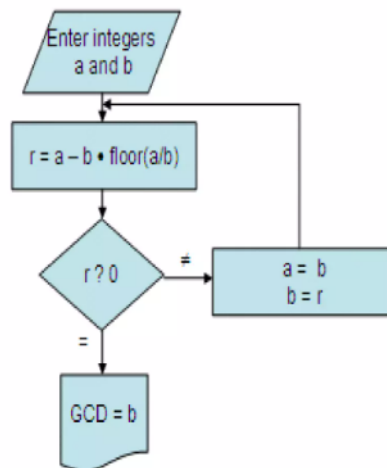 Enter integers
a and b
r = a – b • floor(a/b)
r ? 0
≠
a = b
b = r
=
GCD = b